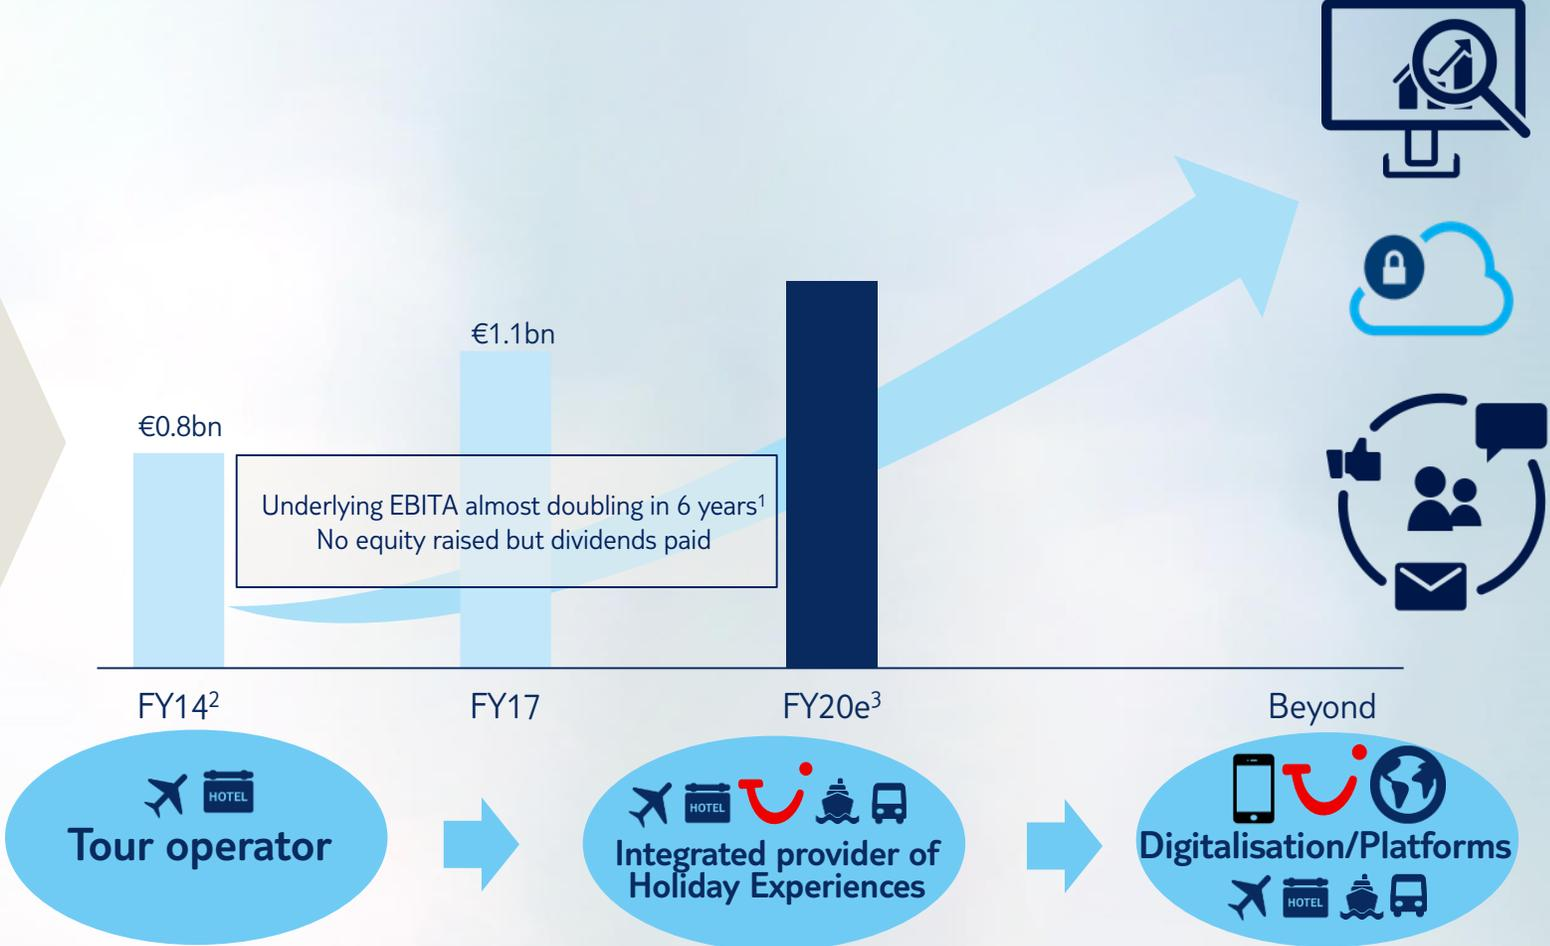 €1.1bn
€0.8bn
Underlying EBITA almost doubling in 6 years¹
No equity raised but dividends paid
FY14²
FY17
FY20e³
Beyond
HOTEL
Tour operator
HOTEL
Integrated provider of
Holiday Experiences
Digitalisation/Platforms
HOTEL